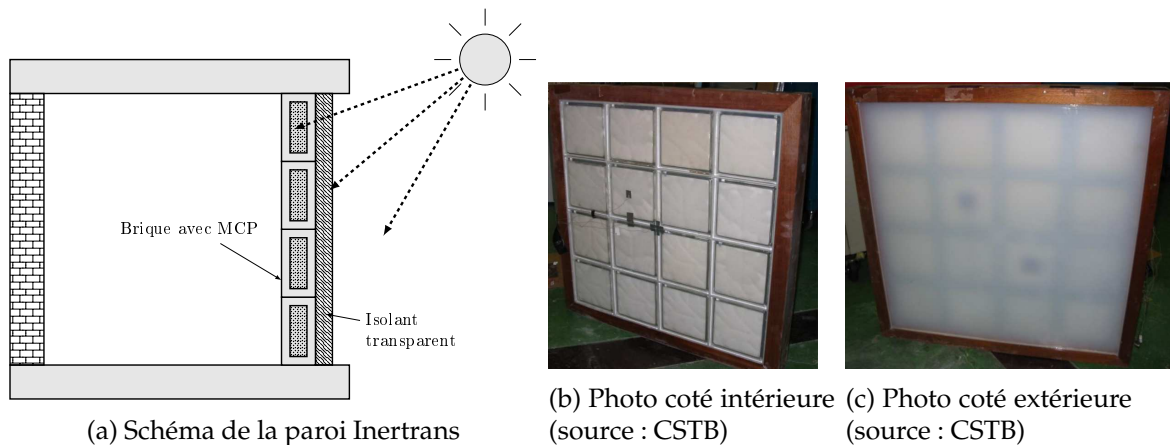 Brique avec MCP
Isolant
transparent
(a) Schéma de la paroi Inertrans
(b) Photo coté intérieure
(source : CSTB)
(c) Photo coté extérieure
(source : CSTB)